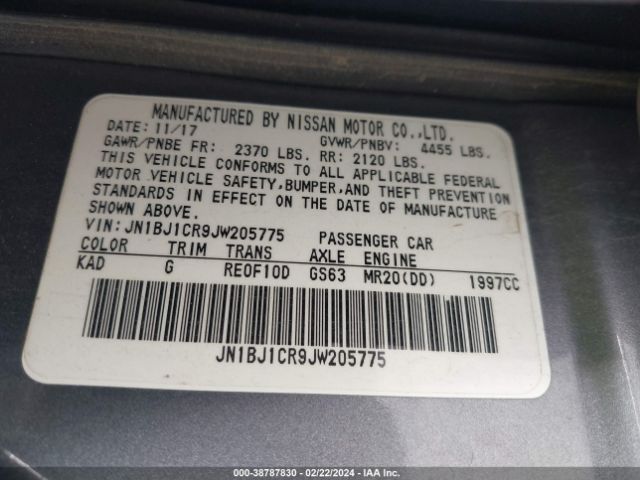 MANUFACTURED BY NISSAN MOTOR CO.,LTD.
DATE: 11/17 GVWR/PNBV: 4455 LBS.
GAWR/PNBE FR: 2370 LBS. RR: 2120 LBS.
THIS VEHICLE CONFORMS TO ALL APPLICABLE FEDERAL
MOTOR VEHICLE SAFETY,BUMPER,AND THEFT PREVENTION
STANDARDS IN EFFECT ON THE DATE OF MANUFACTURE
SHOWN ABOVE.
VIN: JN1BJ1CR9JW205775 PASSENGER CAR
COLOR TRIM TRANS AXLE ENGINE
KAD G RE0F10D GS63 MR20(DD) 1997CC
JN1BJ1CR9JW205775
000-38787830 - 02/22/2024 - IAA Inc.